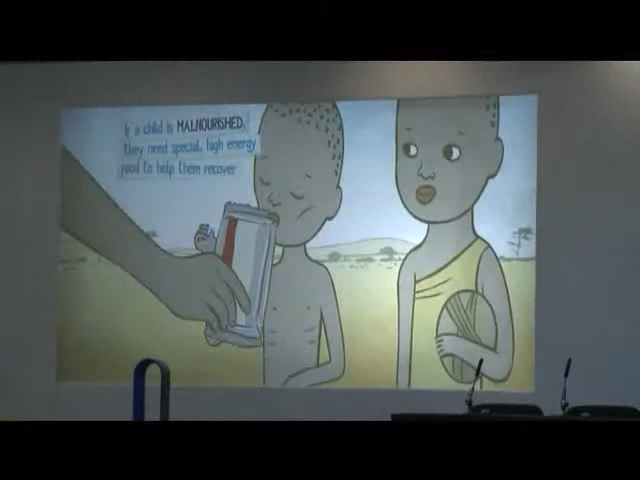 If a child is MALNOURISHED,
they need special, high energy
food to help them recover